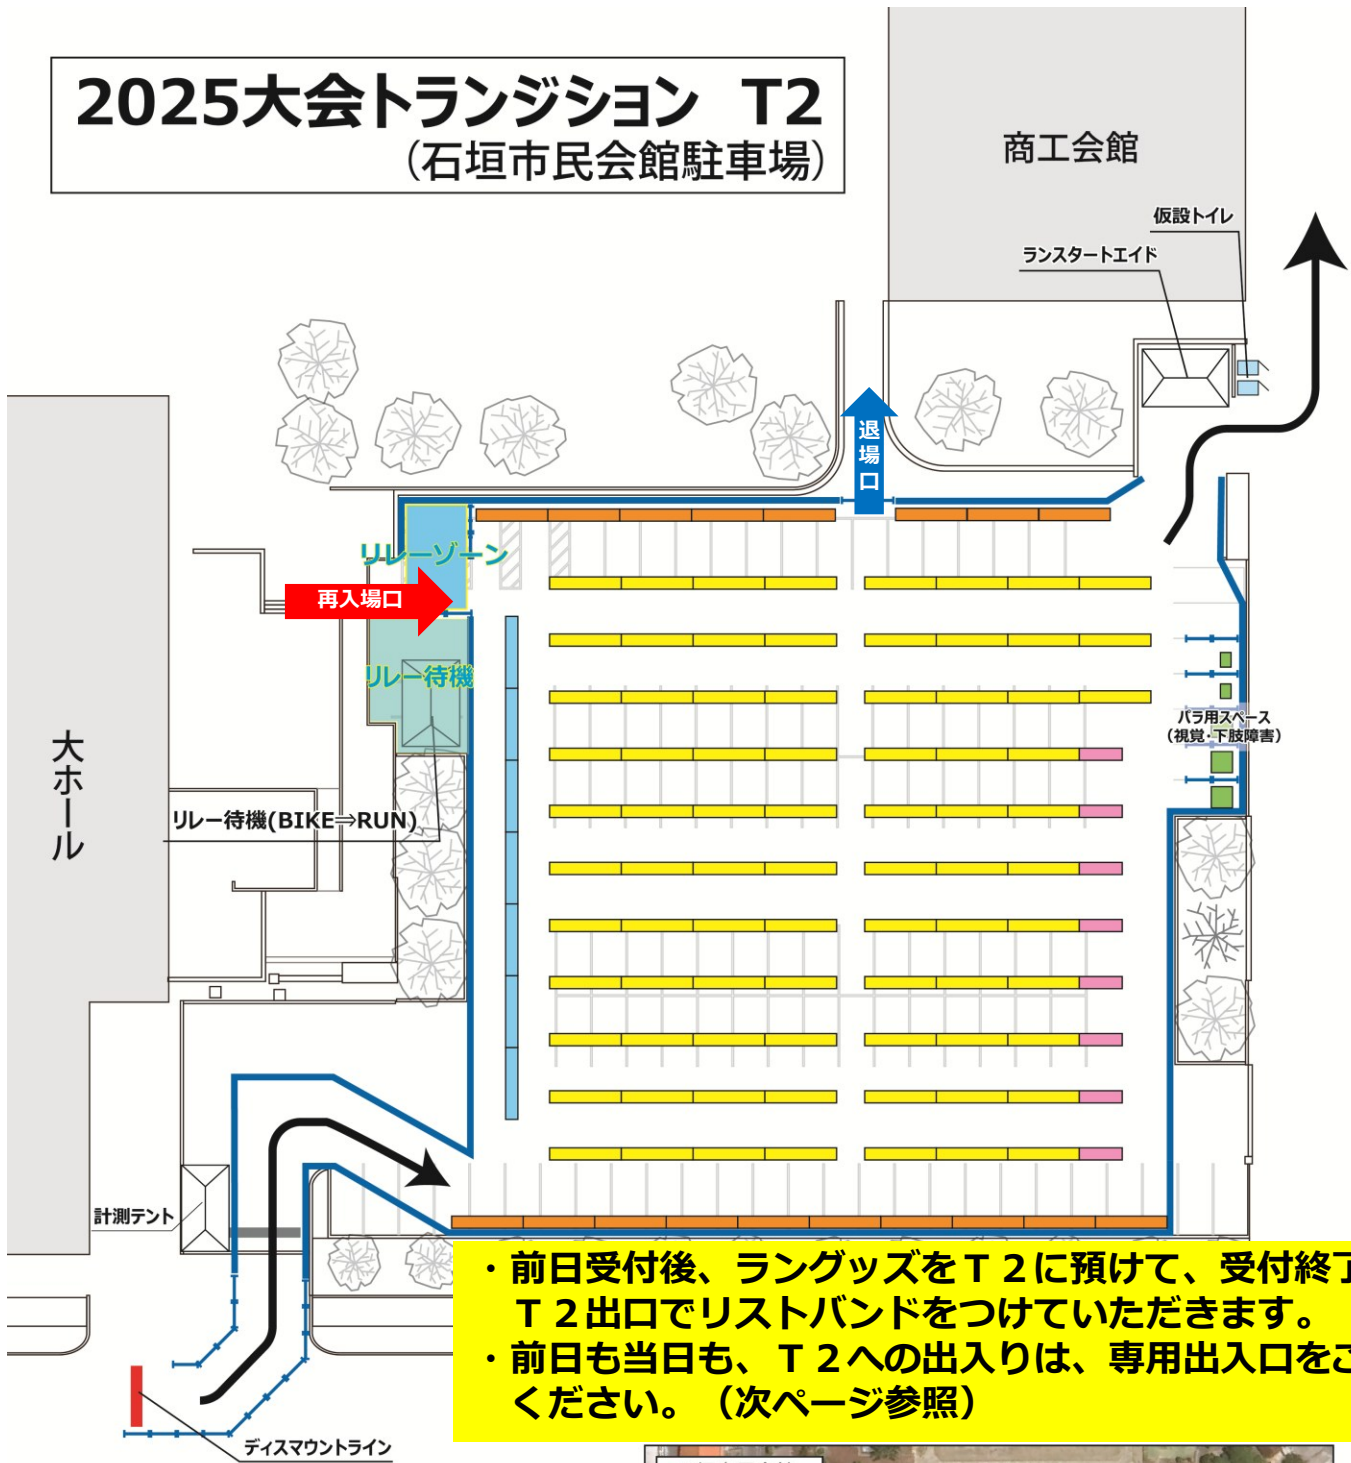 2025大会トランジション T2
(石垣市民会館駐車場)
商工会館
仮設トイレ
ランスタートエイド
退場口
リレーゾーン
再入場口
リレー待機
パラ用スペース
(視覚・下肢障害)
大ホール
リレー待機(BIKE⇒RUN)
計測テント
・前日受付後、ラングッズをT2に預けて、受付終了
T2出口でリストバンドをつけていただきます。
・前日も当日も、T2への出入りは、専用出入口をご
ください。(次ページ参照)
ディスマウントライン